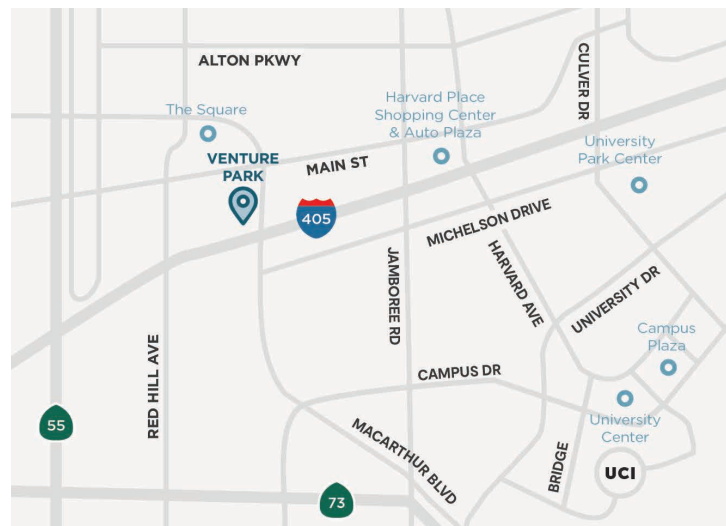 ALTON PKWY
CULVER DR
The Square
Harvard Place
Shopping Center
& Auto Plaza
University
Park Center
VENTURE
PARK
MAIN ST
405
MICHELSON DRIVE
JAMBOREE RD
HARVARD AVE
UNIVERSITY DR
RED HILL AVE
Campus
Plaza
CAMPUS DR
55
MACARTHUR BLVD
University
Center
BRIDGE
UCI
73